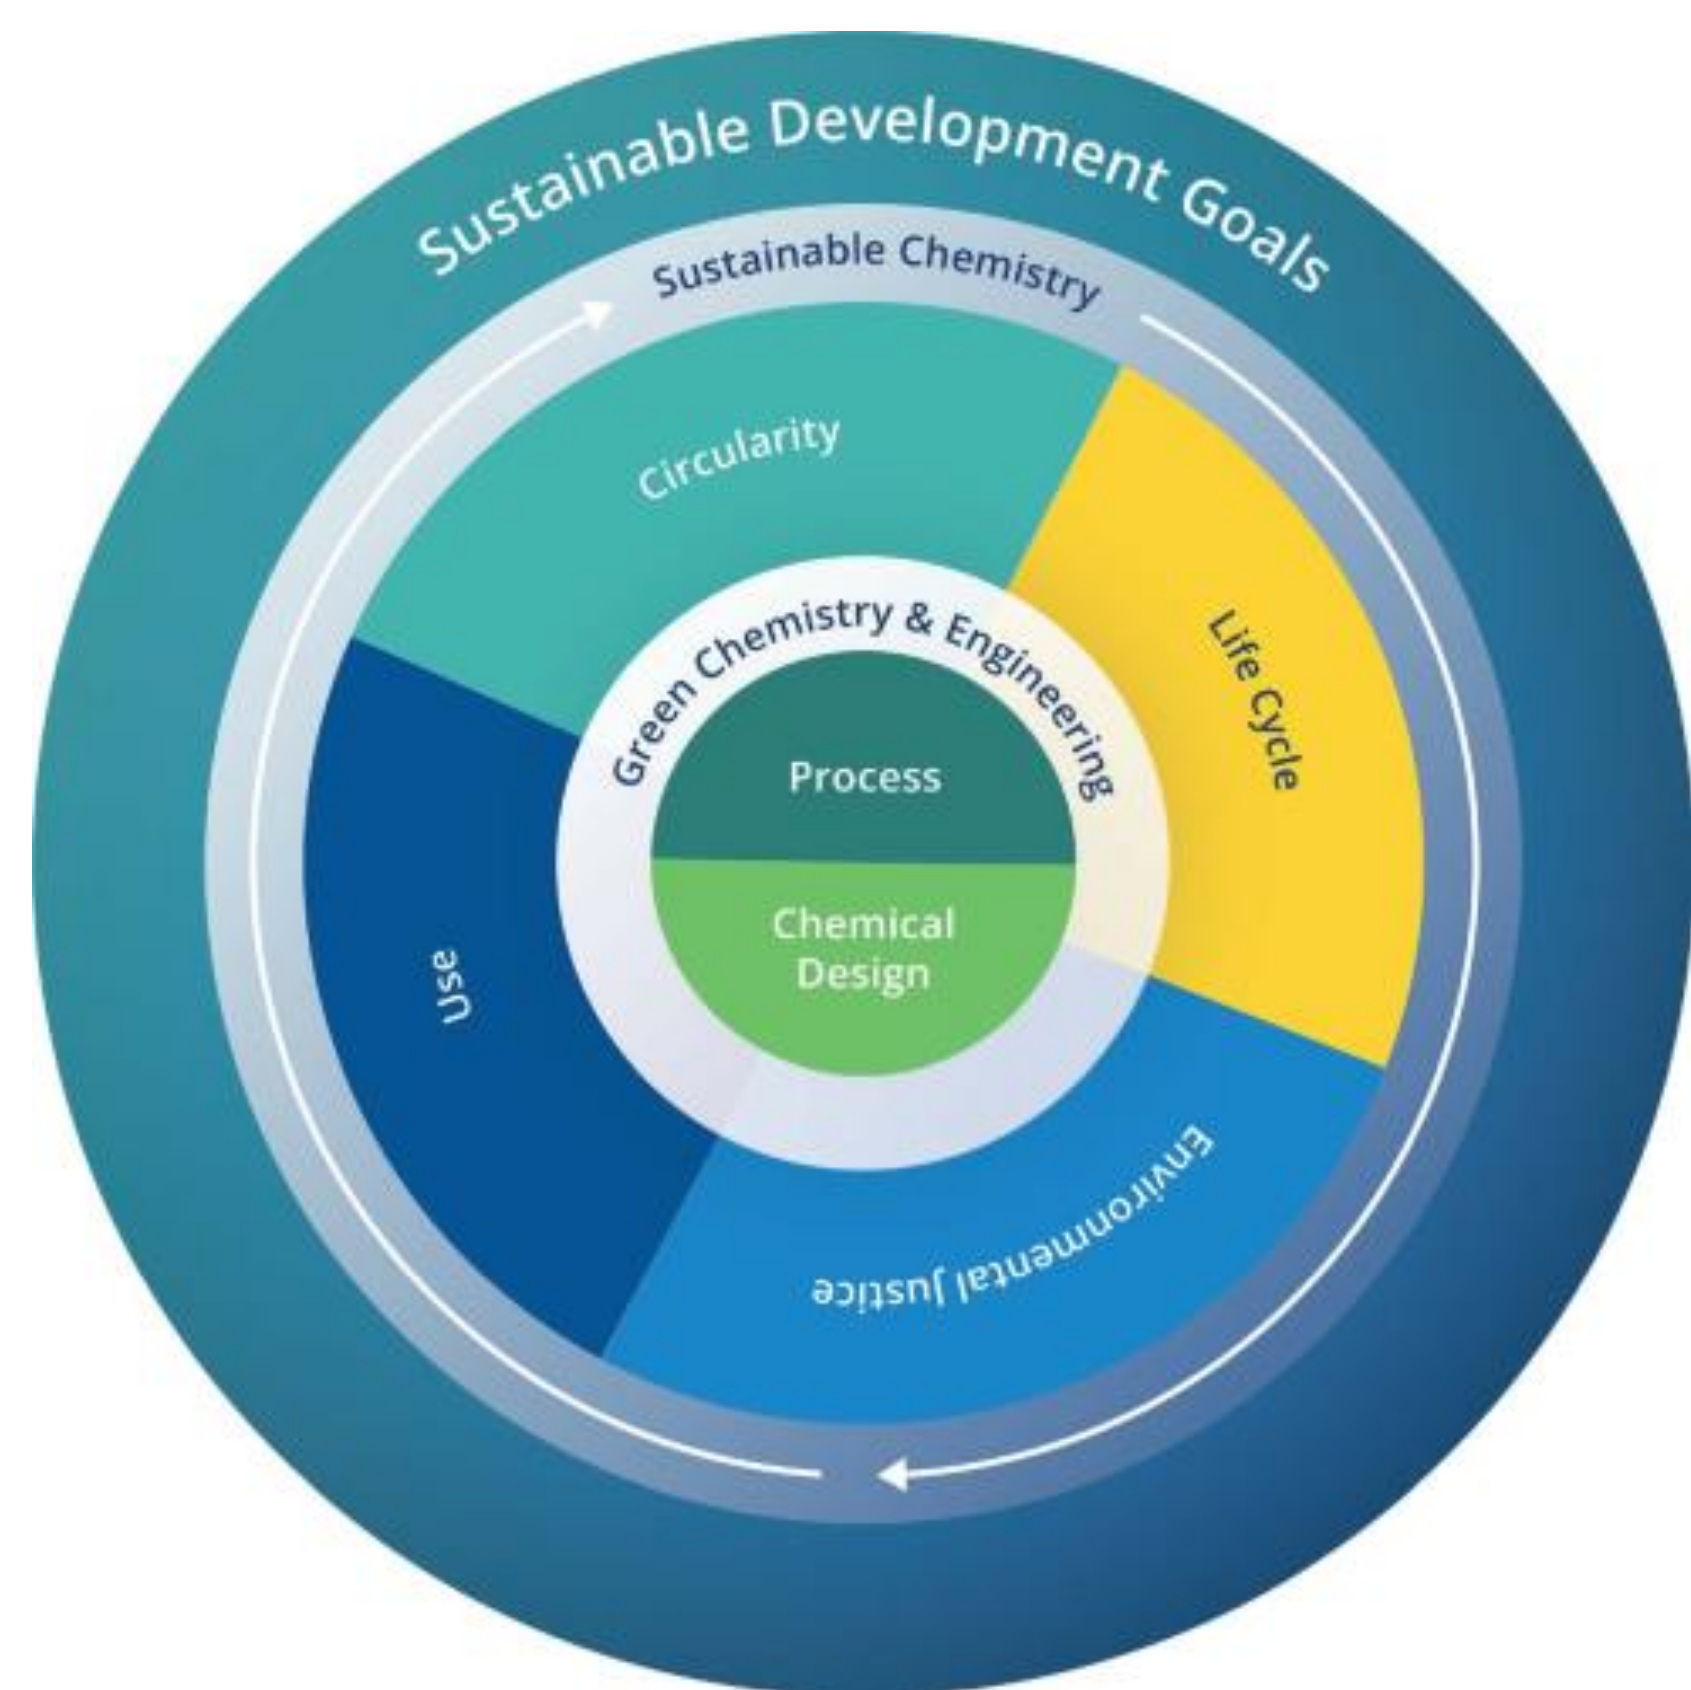 Sustainable Development Goals
Sustainable Chemistry
Circularity
Life Cycle
Environmental Justice
Use
Green Chemistry & Engineering
Process
Chemical
Design